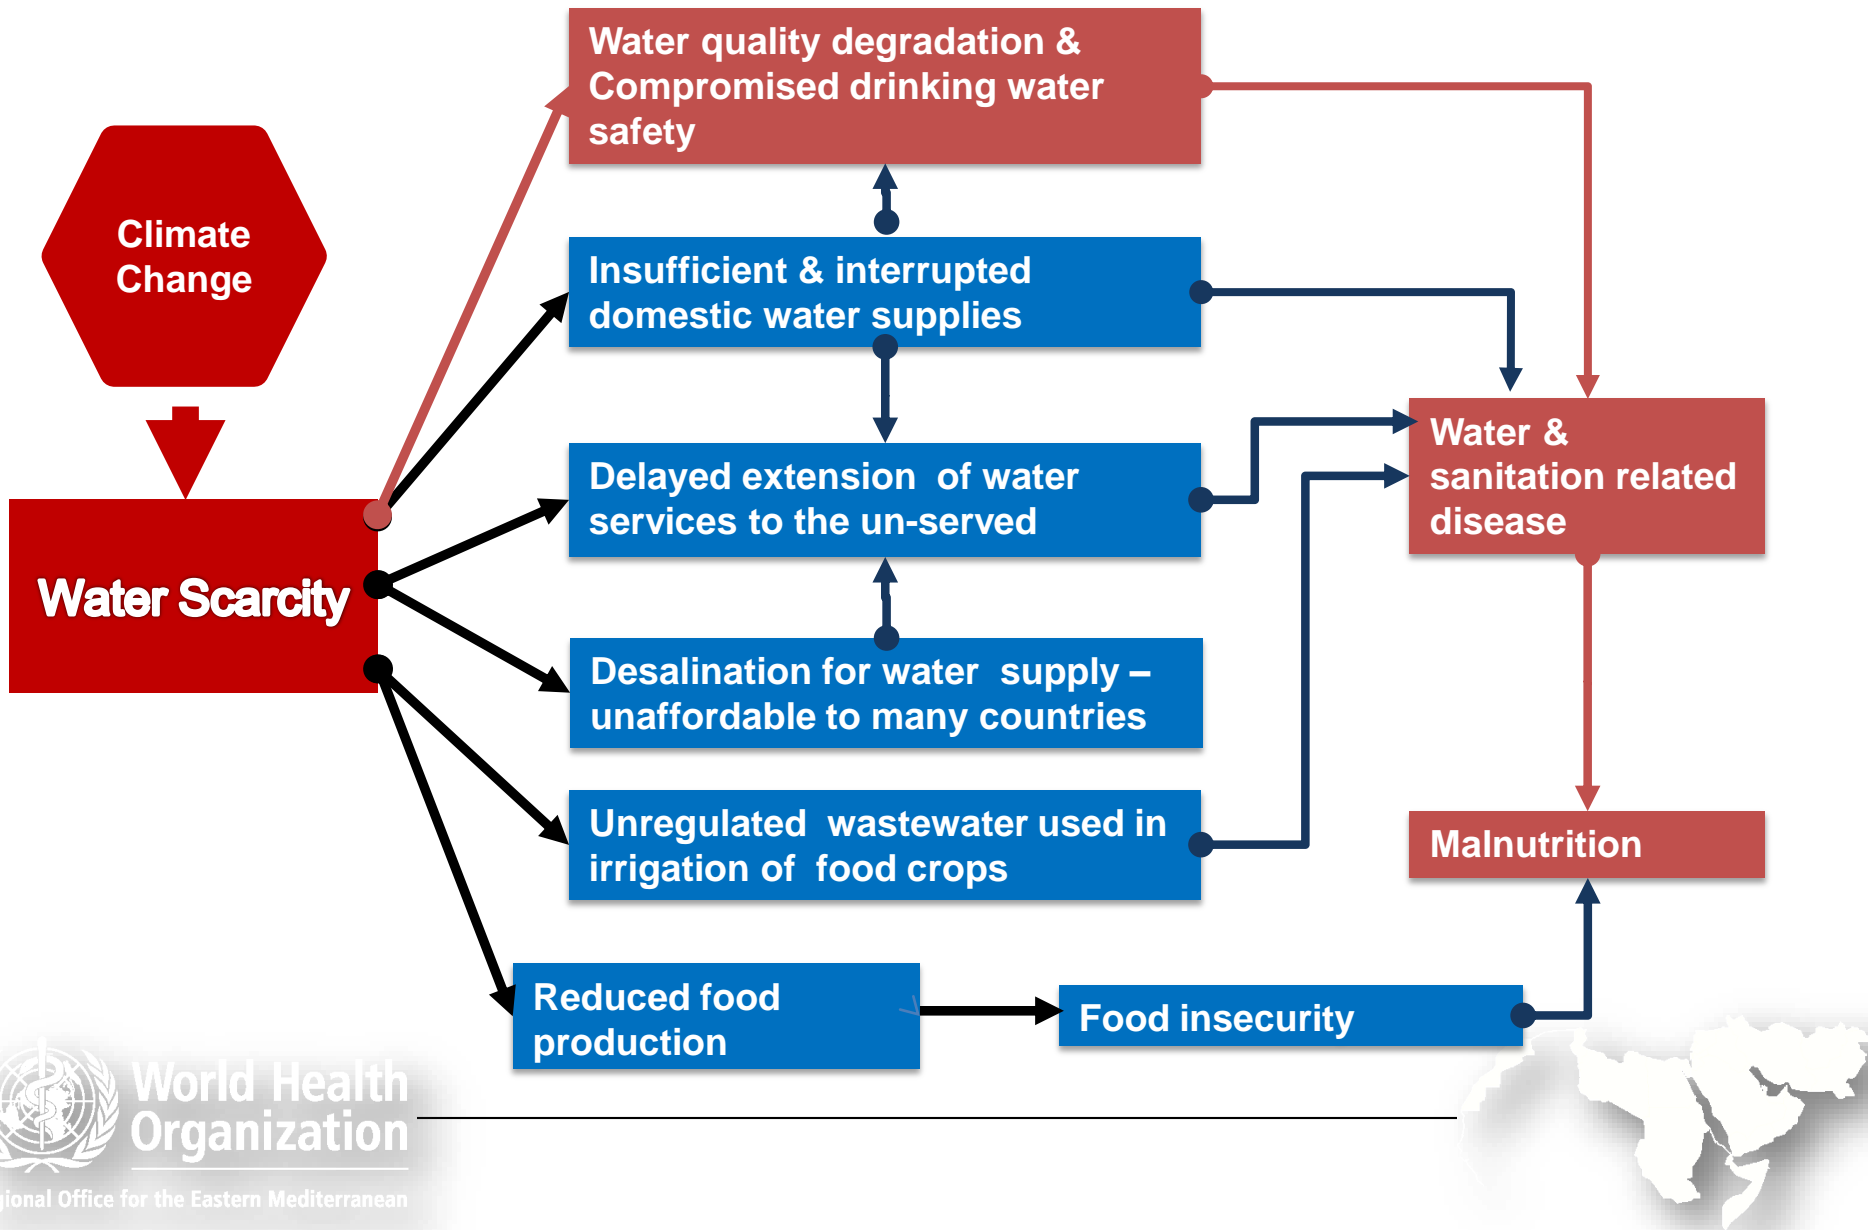 Water quality degradation &
Compromised drinking water
safety
Climate
Change
Insufficient & interrupted
domestic water supplies
Delayed extension of water
services to the un-served
Water &
sanitation related
disease
Water Scarcity
Desalination for water supply –
unaffordable to many countries
Unregulated wastewater used in
irrigation of food crops
Malnutrition
Reduced food
production
Food insecurity
World Health
Organization
Office for the Eastern Mediterranean